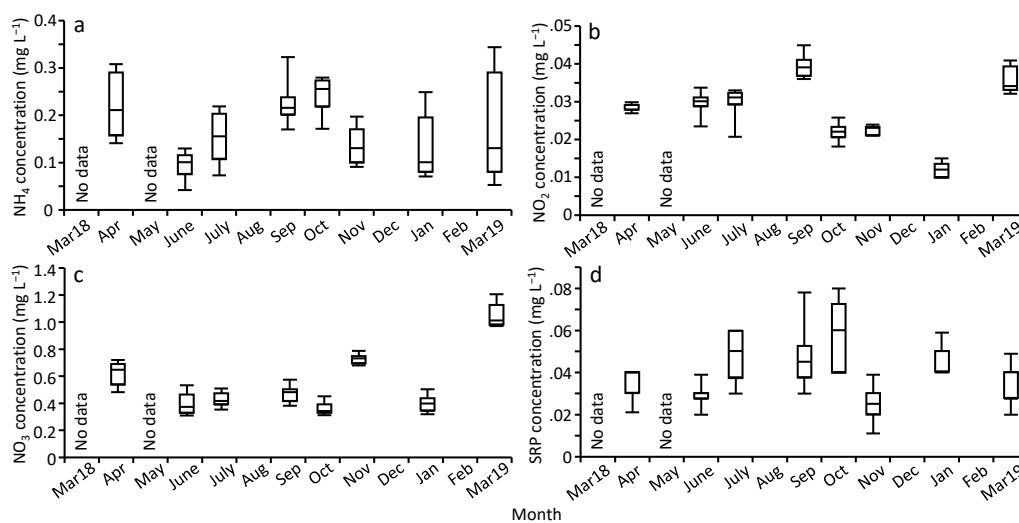 a
NH₄ concentration (mg L⁻¹)
0.4
0.3
0.2
0.1
0
No data
No data
Mar18 Apr May June July Aug Sep Oct Nov Dec Jan Feb Mar19
b
NO₂ concentration (mg L⁻¹)
.05
.04
.03
.02
.01
0
No data
No data
Mar18 Apr May June July Aug Sep Oct Nov Dec Jan Feb Mar19
c
NO₃ concentration (mg L⁻¹)
1.4
1.2
1.0
0.8
0.6
0.4
0.2
0.0
No data
No data
Mar18 Apr May June July Aug Sep Oct Nov Dec Jan Feb Mar19
d
SRP concentration (mg L⁻¹)
.08
.06
.04
.02
0
No data
No data
Mar18 Apr May June July Aug Sep Oct Nov Dec Jan Feb Mar19
Month